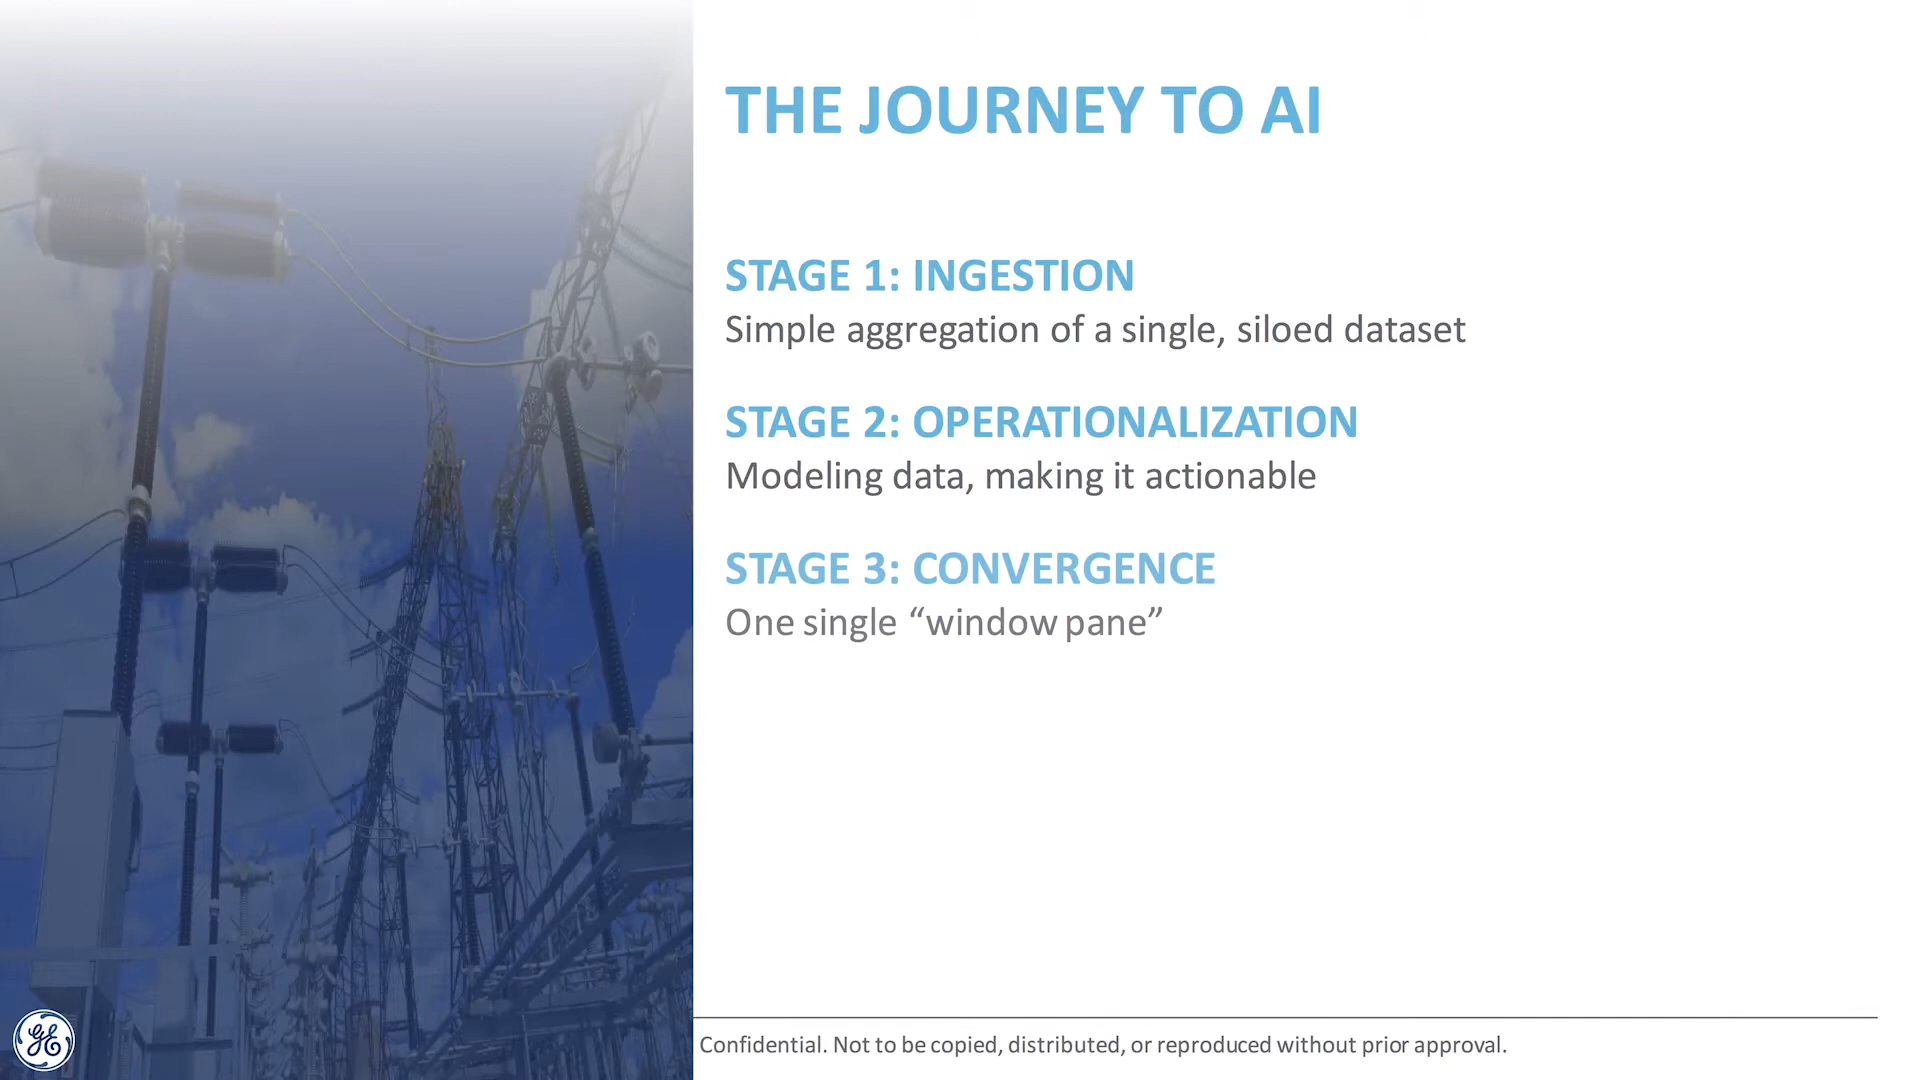 THE JOURNEY TO AI
STAGE 1: INGESTION
Simple aggregation of a single, siloed dataset
STAGE 2: OPERATIONALIZATION
Modeling data, making it actionable
STAGE 3: CONVERGENCE
One single “window pane”
GE
Confidential. Not to be copied, distributed, or reproduced without prior approval.